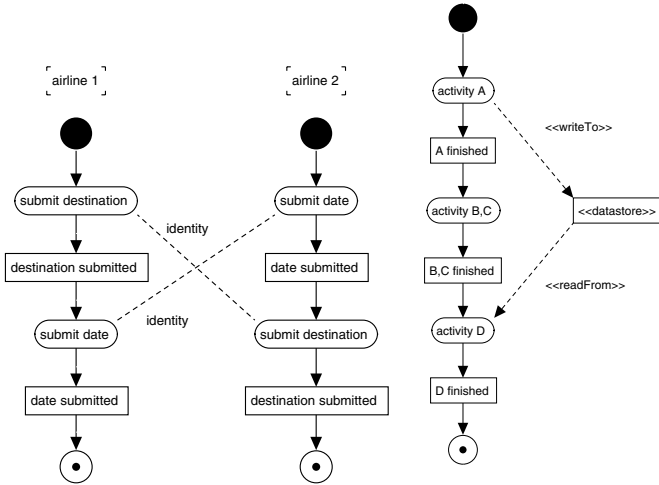 airline 1
submit destination
destination submitted
submit date
date submitted
identity
identity
airline 2
submit date
date submitted
submit destination
destination submitted
activity A
A finished
activity B,C
B,C finished
activity D
D finished
<<writeTo>>
<<datastore>>
<<readFrom>>